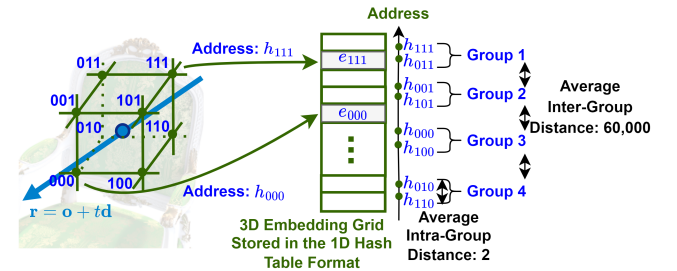 Address
011
111
Address: h₁₁₁
e₁₁₁
h₁₁₁
h₀₁₁
Group 1
001
101
h₀₀₁
h₁₀₁
Group 2
Average
Inter-Group
Distance: 60,000
010
110
e₀₀₀
h₀₀₀
h₁₀₀
Group 3
000
100
Address: h₀₀₀
h₀₁₀
h₁₁₀
Group 4
r = o + td
3D Embedding Grid
Stored in the 1D Hash
Table Format
Average
Intra-Group
Distance: 2